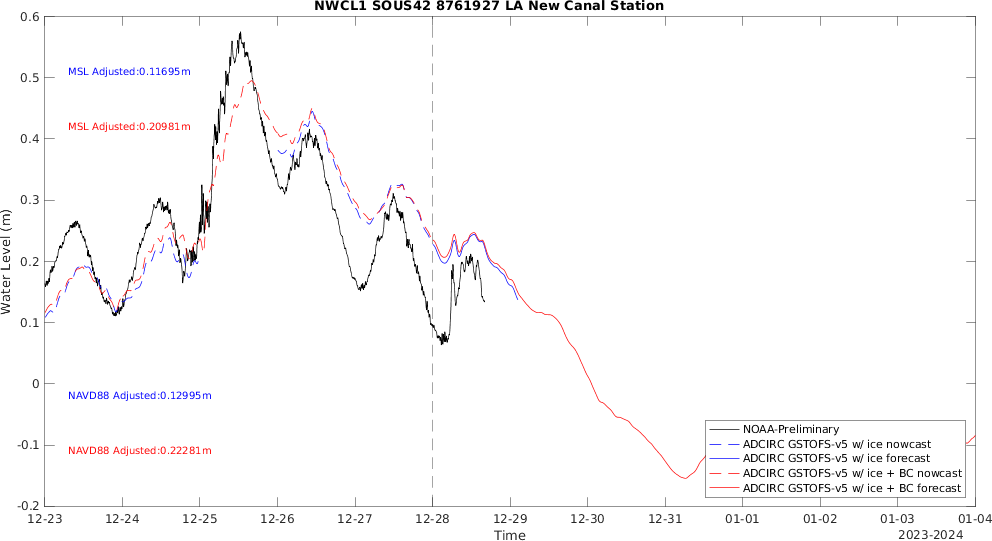 NWCL1 SOUS42 8761927 LA New Canal Station
Water Level (m)
0.6
0.5
0.4
0.3
0.2
0.1
0
-0.1
-0.2
MSL Adjusted:0.11695m
MSL Adjusted:0.20981m
NAVD88 Adjusted:0.12995m
NAVD88 Adjusted:0.22281m
NOAA-Preliminary
ADCIRC GSTOFS-v5 w/ ice nowcast
ADCIRC GSTOFS-v5 w/ ice forecast
ADCIRC GSTOFS-v5 w/ice + BC nowcast
ADCIRC GSTOFS-v5 w/ice + BC forecast
12-23 12-24 12-25 12-26 12-27 12-28 12-29 12-30 12-31 01-01 01-02 01-03 01-04
Time
2023-2024